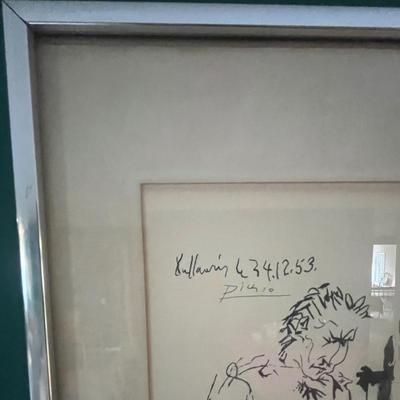 Vallauris le 24.12.53.
Picasso